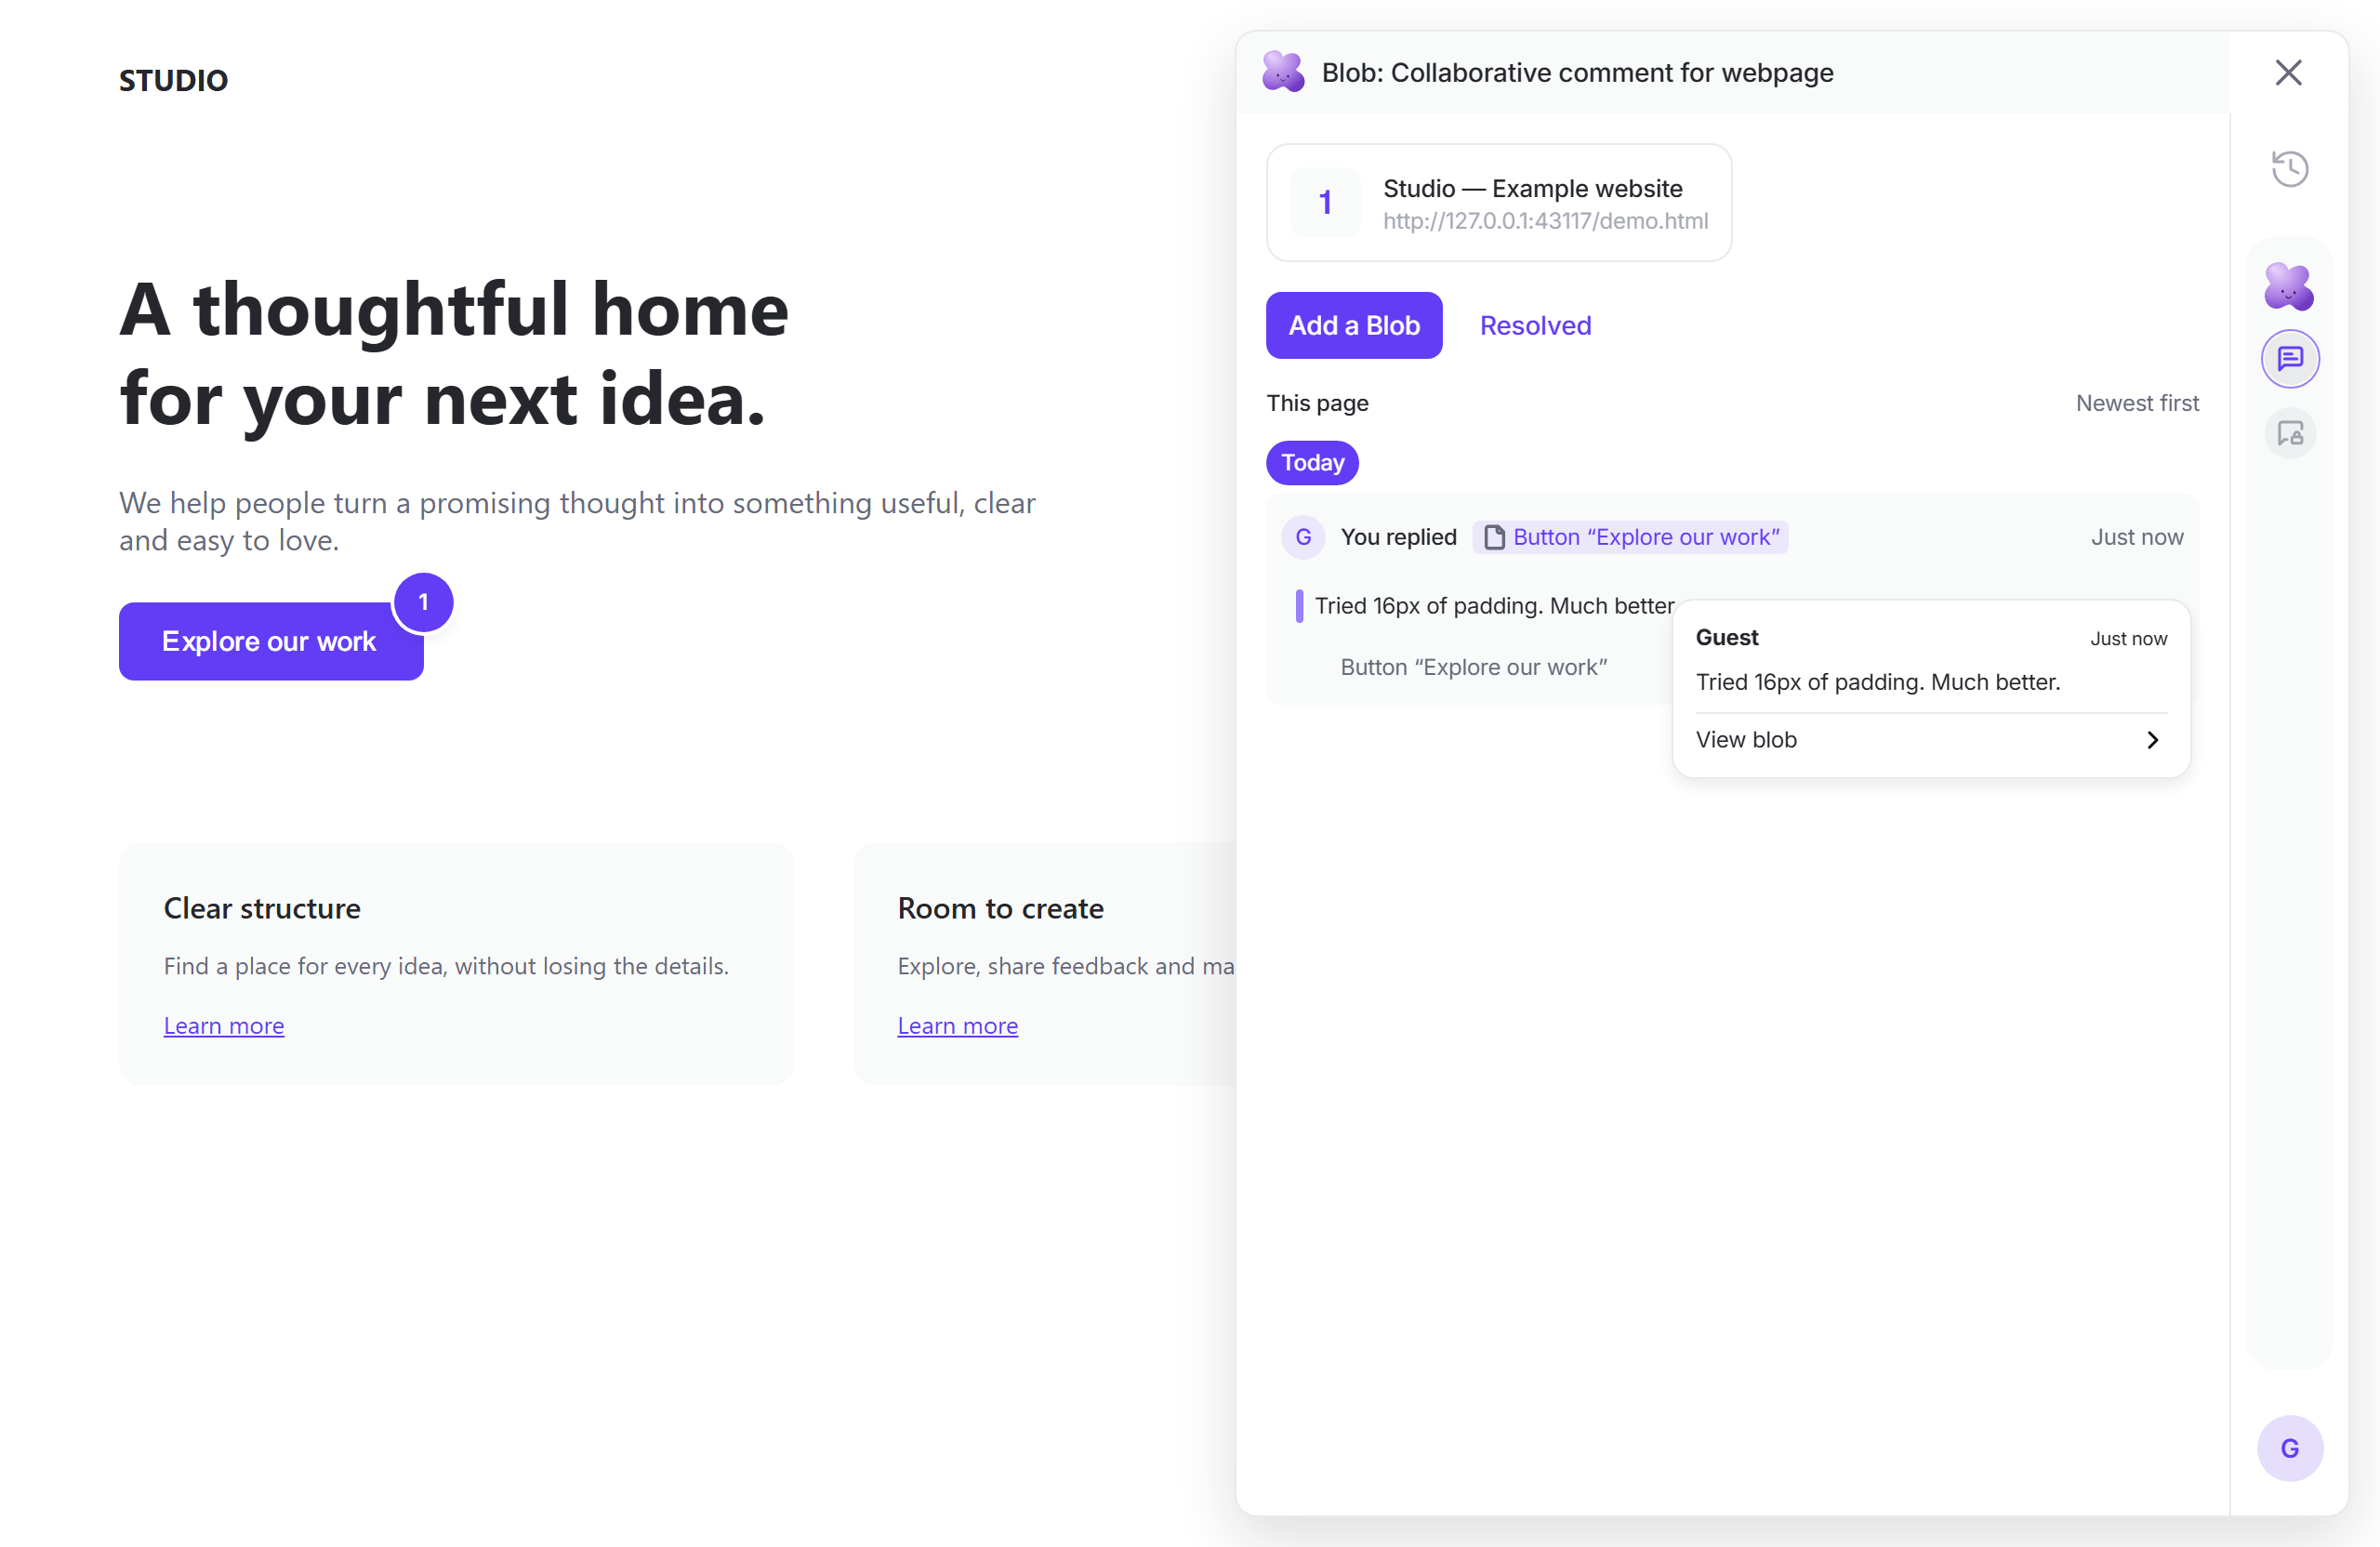 STUDIO
A thoughtful home
for your next idea.
We help people turn a promising thought into something useful, clear
and easy to love.
Explore our work
1
Clear structure
Find a place for every idea, without losing the details.
Learn more
Room to create
Explore, share feedback and ma
Learn more
Blob: Collaborative comment for webpage
1
Studio — Example website
http://127.0.0.1:43117/demo.html
Add a Blob
Resolved
This page
Newest first
Today
G
You replied
Button “Explore our work”
Just now
Tried 16px of padding. Much better
Button “Explore our work”
Guest
Just now
Tried 16px of padding. Much better.
View blob
G